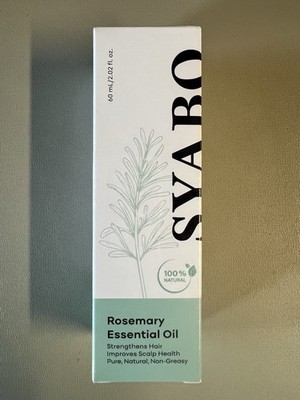 60 mL/2.02 fl. oz.
SYABO
100%
NATURAL
Rosemary
Essential Oil
Strengthens Hair
Improves Scalp Health
Pure, Natural, Non-Greasy